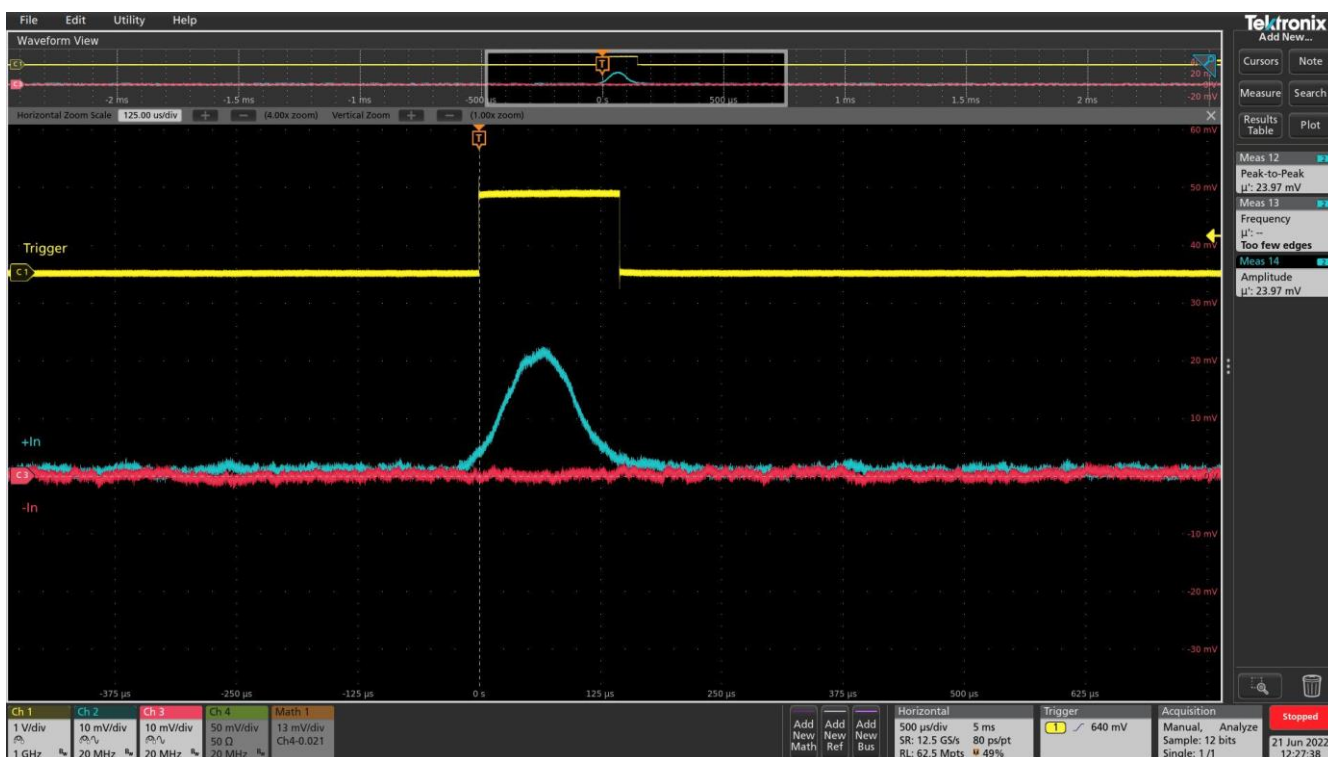 File Edit Utility Help
Tektronix
Waveform View
Add New...
C1
C3
T
20 mV
-20 mV
-2 ms -1.5 ms -1 ms -500 µs 0 s 500 µs 1 ms 1.5 ms 2 ms
Cursors Note
Measure Search
Results Table Plot
Horizontal Zoom Scale 125.00 us/div + − (4.00x zoom) Vertical Zoom + − (1.00x zoom)
T
60 mV
50 mV
40 mV
30 mV
20 mV
10 mV
-10 mV
-20 mV
-30 mV
Trigger
C1
+In
C3
-In
-375 µs -250 µs -125 µs 0 s 125 µs 250 µs 375 µs 500 µs 625 µs
Meas 12 2
Peak-to-Peak
µ': 23.97 mV
Meas 13 2
Frequency
µ': --
Too few edges
Meas 14 2
Amplitude
µ': 23.97 mV
Ch 1
1 V/div
1 GHz Bw
Ch 2
10 mV/div
20 MHz Bw
Ch 3
10 mV/div
20 MHz Bw
Ch 4
50 mV/div
50 Ω
20 MHz Bw
Math 1
13 mV/div
Ch4-0.021
Add New Math
Add New Ref
Add New Bus
Horizontal
500 µs/div 5 ms
SR: 12.5 GS/s 80 ps/pt
RL: 62.5 Mpts 49%
Trigger
1 640 mV
Acquisition
Manual, Analyze
Sample: 12 bits
Single: 1/1
Stopped
21 Jun 2022
12:27:38